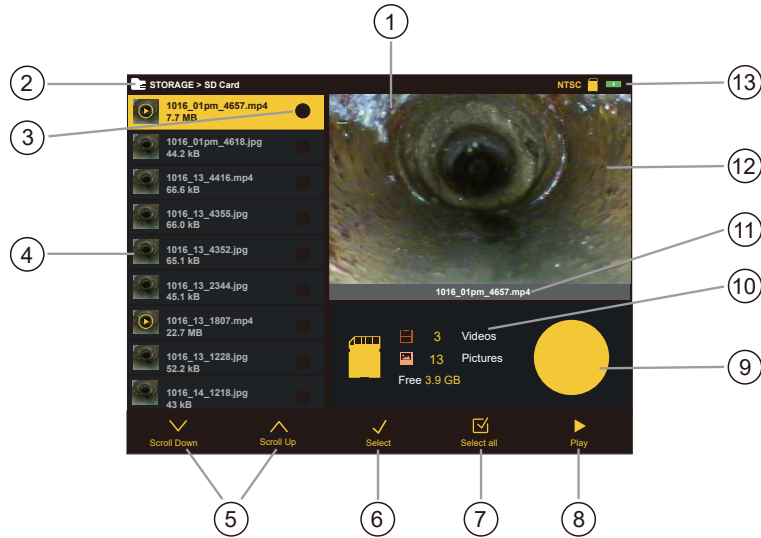 1
2
STORAGE > SD Card
NTSC
13
3
1016_01pm_4657.mp4
7.7 MB
1016_01pm_4618.jpg
44.2 kB
12
1016_13_4416.mp4
66.6 kB
1016_13_4355.jpg
66.0 kB
11
4
1016_13_4352.jpg
65.1 kB
1016_13_2344.jpg
45.1 kB
1016_01pm_4657.mp4
10
1016_13_1807.mp4
22.7 MB
3 Videos
13 Pictures
Free 3.9 GB
9
1016_13_1228.jpg
52.2 kB
1016_14_1218.jpg
43 kB
Scroll Down
Scroll Up
Select
Select all
Play
5
6
7
8